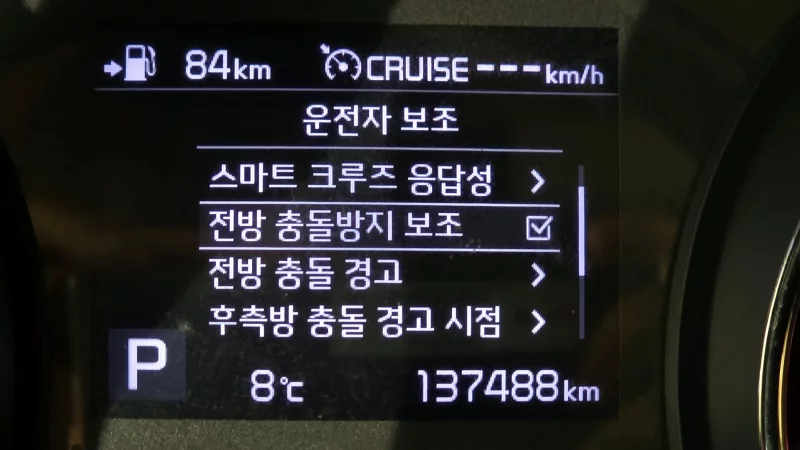 84km CRUISE ---km/h
운전자 보조
스마트 크루즈 응답성
전방 충돌방지 보조
전방 충돌 경고
후측방 충돌 경고 시점
P 8℃ 137488km